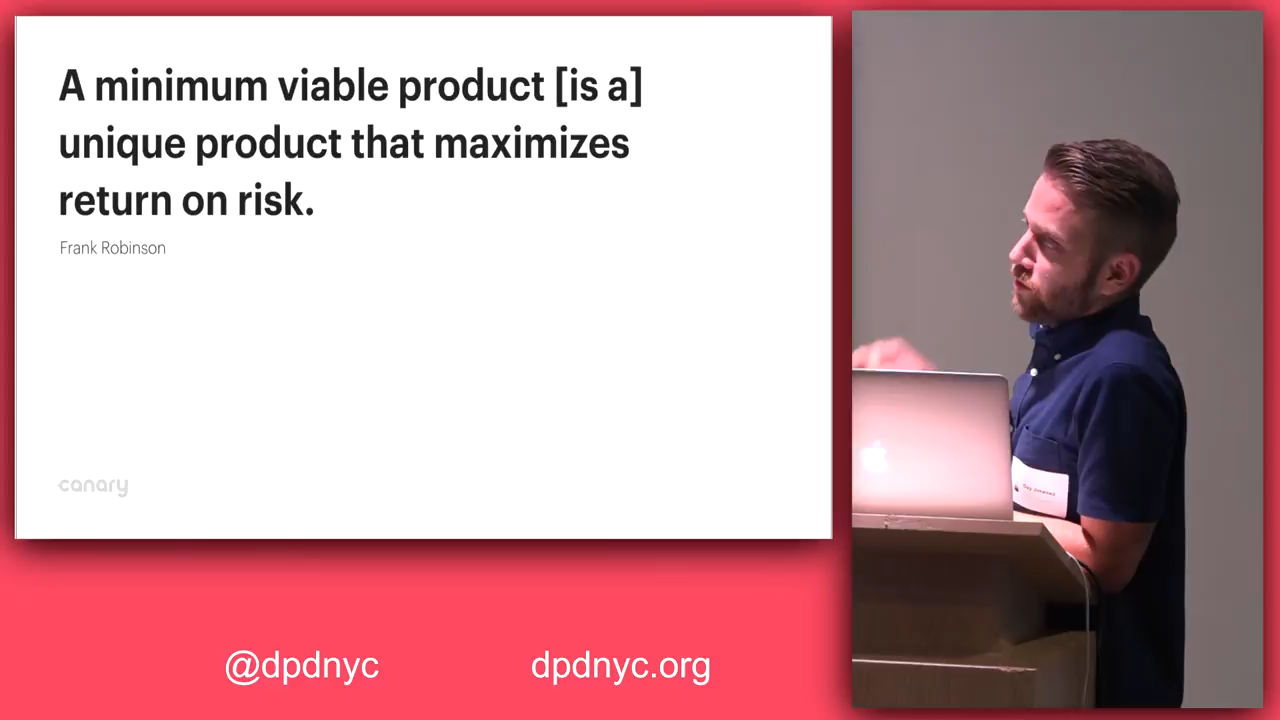 A minimum viable product [is a]
unique product that maximizes
return on risk.
Frank Robinson
canary
@dpdnyc
dpdnyc.org